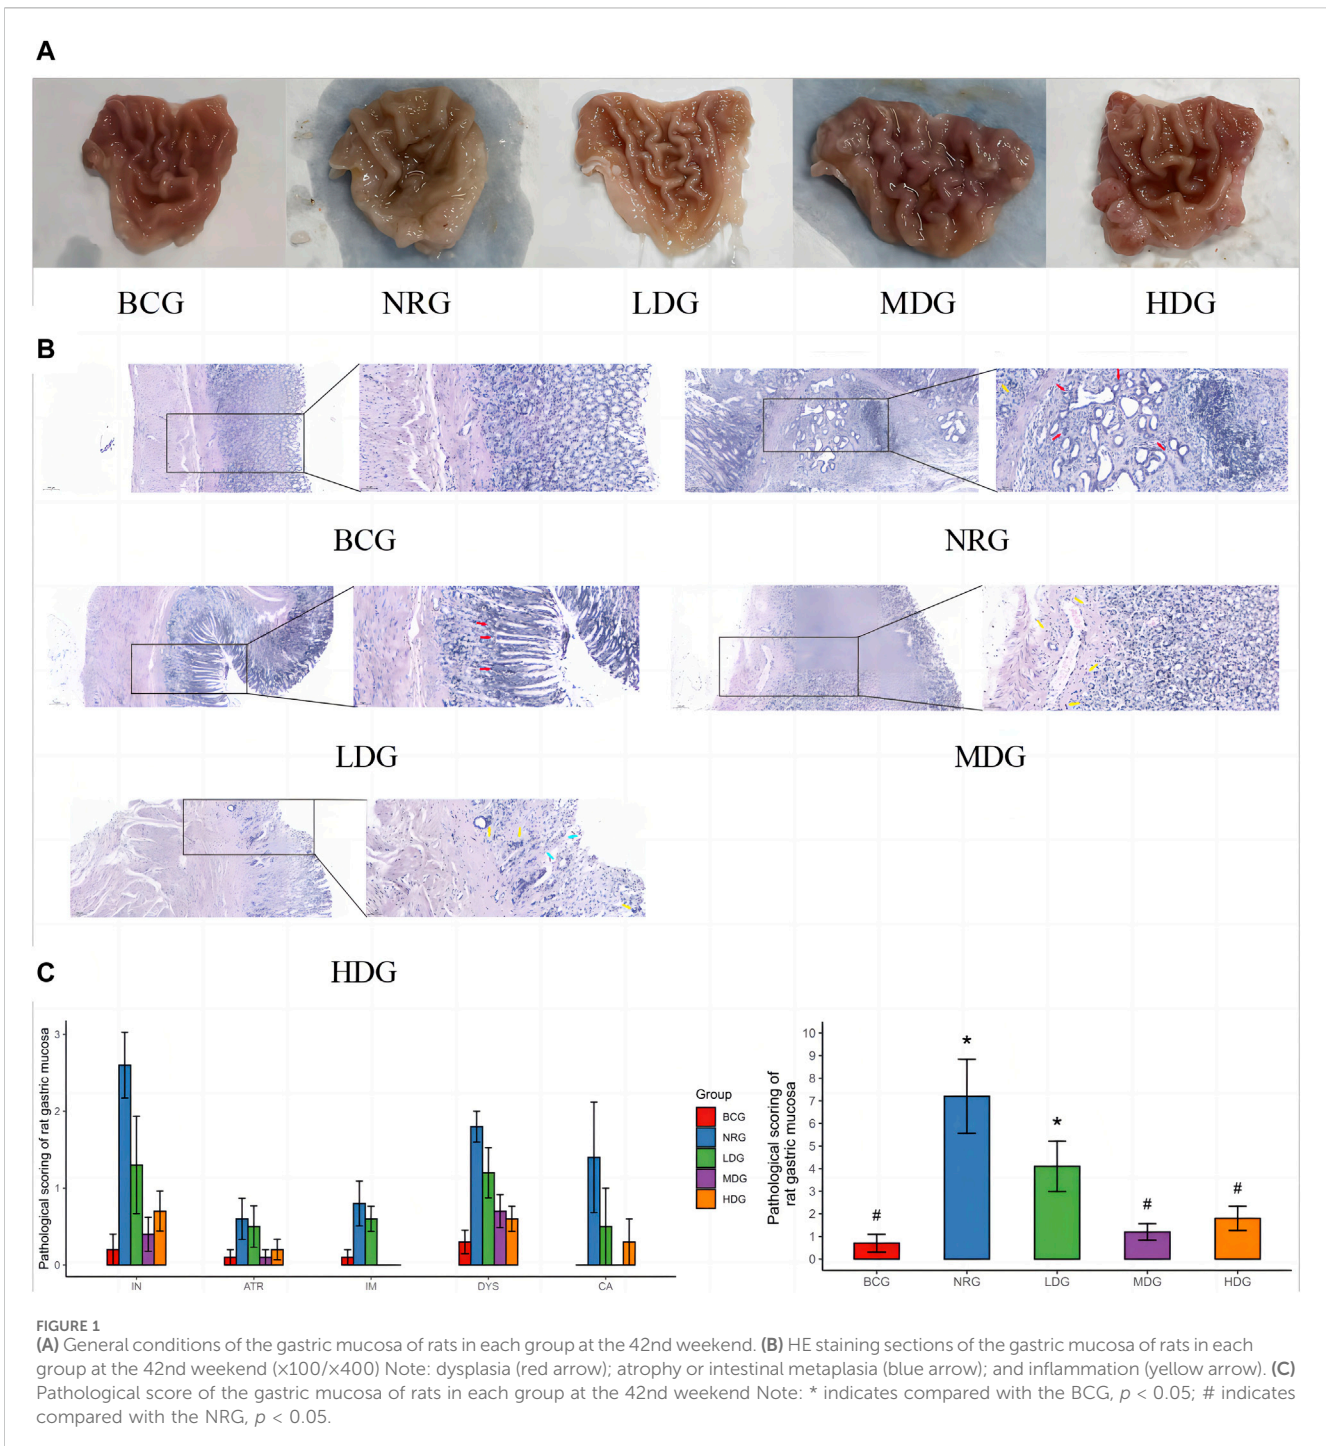 A
BCG NRG LDG MDG HDG
B
BCG NRG
LDG MDG
HDG
C
Pathological scoring of rat gastric mucosa
3
2
1
0
IN ATR IM DYS CA
Group
BCG
NRG
LDG
MDG
HDG
Pathological scoring of
rat gastric mucosa
10
9
8
7
6
5
4
3
2
1
0
# * * # #
BCG NRG LDG MDG HDG
FIGURE 1
(A) General conditions of the gastric mucosa of rats in each group at the 42nd weekend. (B) HE staining sections of the gastric mucosa of rats in each
group at the 42nd weekend (×100/×400) Note: dysplasia (red arrow); atrophy or intestinal metaplasia (blue arrow); and inflammation (yellow arrow). (C)
Pathological score of the gastric mucosa of rats in each group at the 42nd weekend Note: * indicates compared with the BCG, p < 0.05; # indicates
compared with the NRG, p < 0.05.